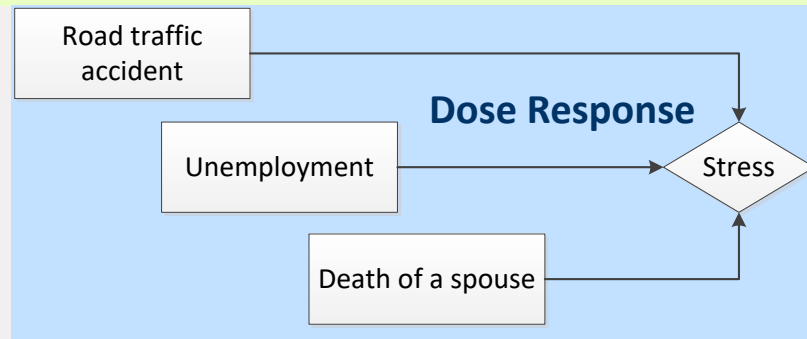 Road traffic
accident
Dose Response
Unemployment
Stress
Death of a spouse